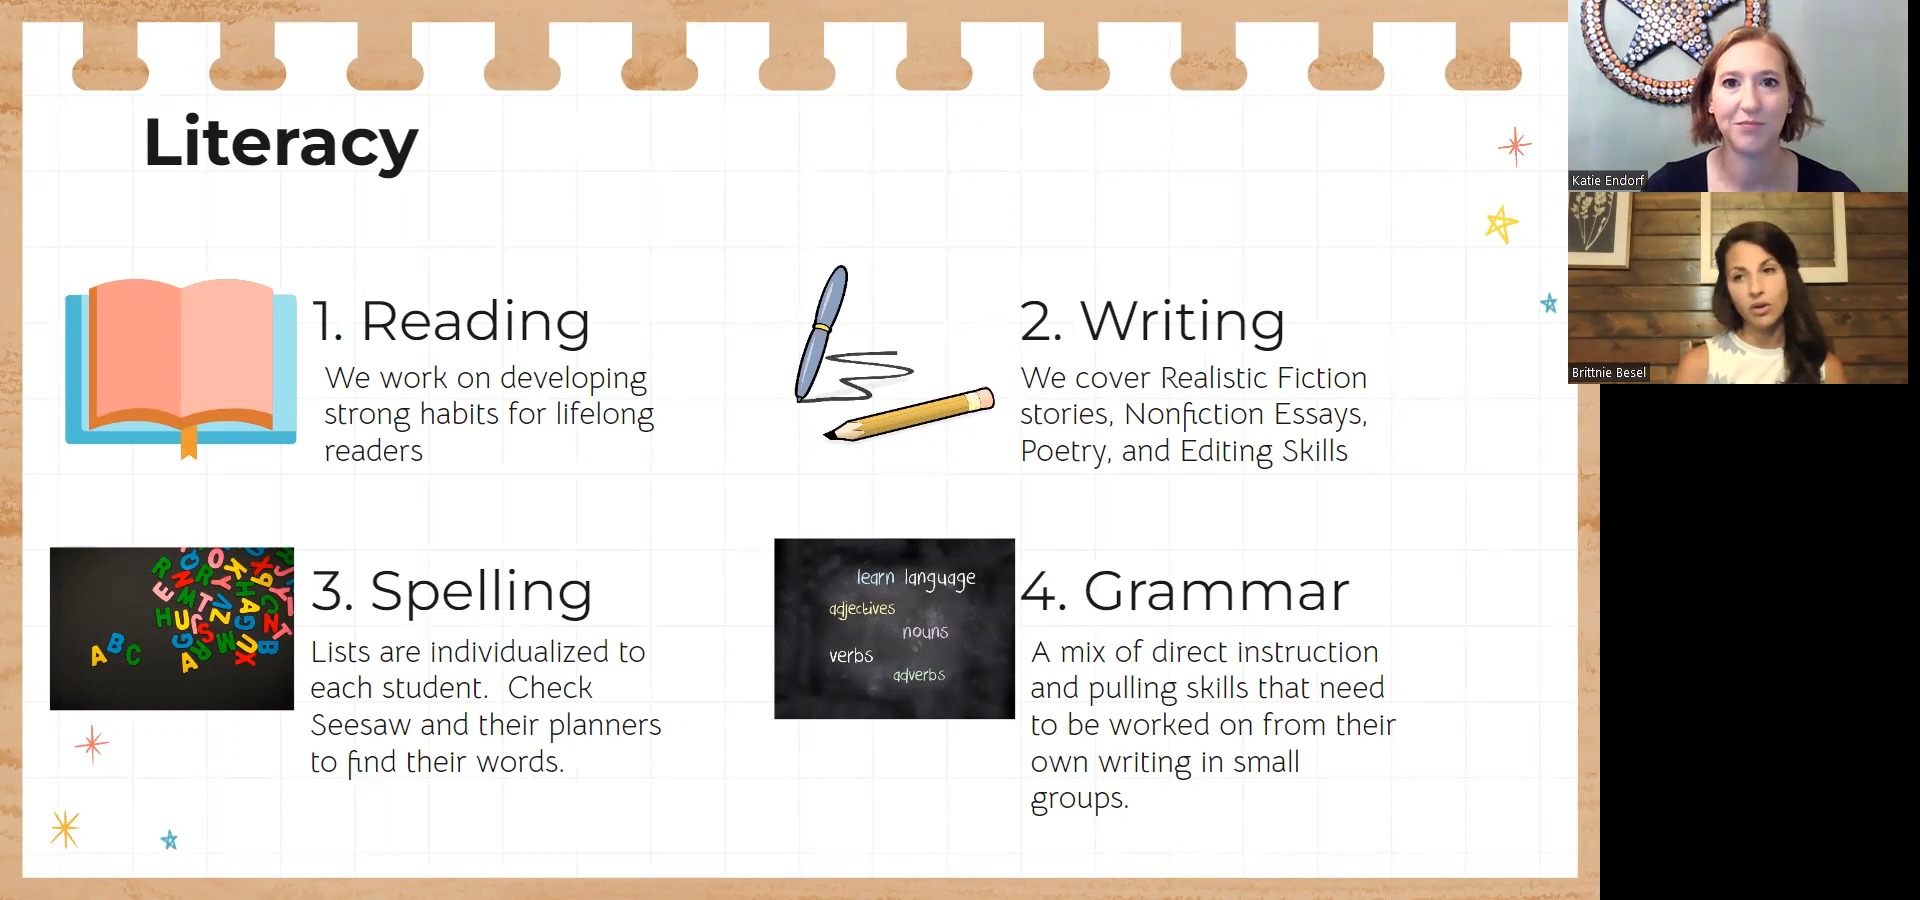 Literacy
1. Reading
We work on developing
strong habits for lifelong
readers
2. Writing
We cover Realistic Fiction
stories, Nonfiction Essays,
Poetry, and Editing Skills
3. Spelling
Lists are individualized to
each student.  Check
Seesaw and their planners
to find their words.
A B C
learn language
adjectives
nouns
verbs
adverbs
4. Grammar
A mix of direct instruction
and pulling skills that need
to be worked on from their
own writing in small
groups.
Katie Endorf
Brittnie Besel